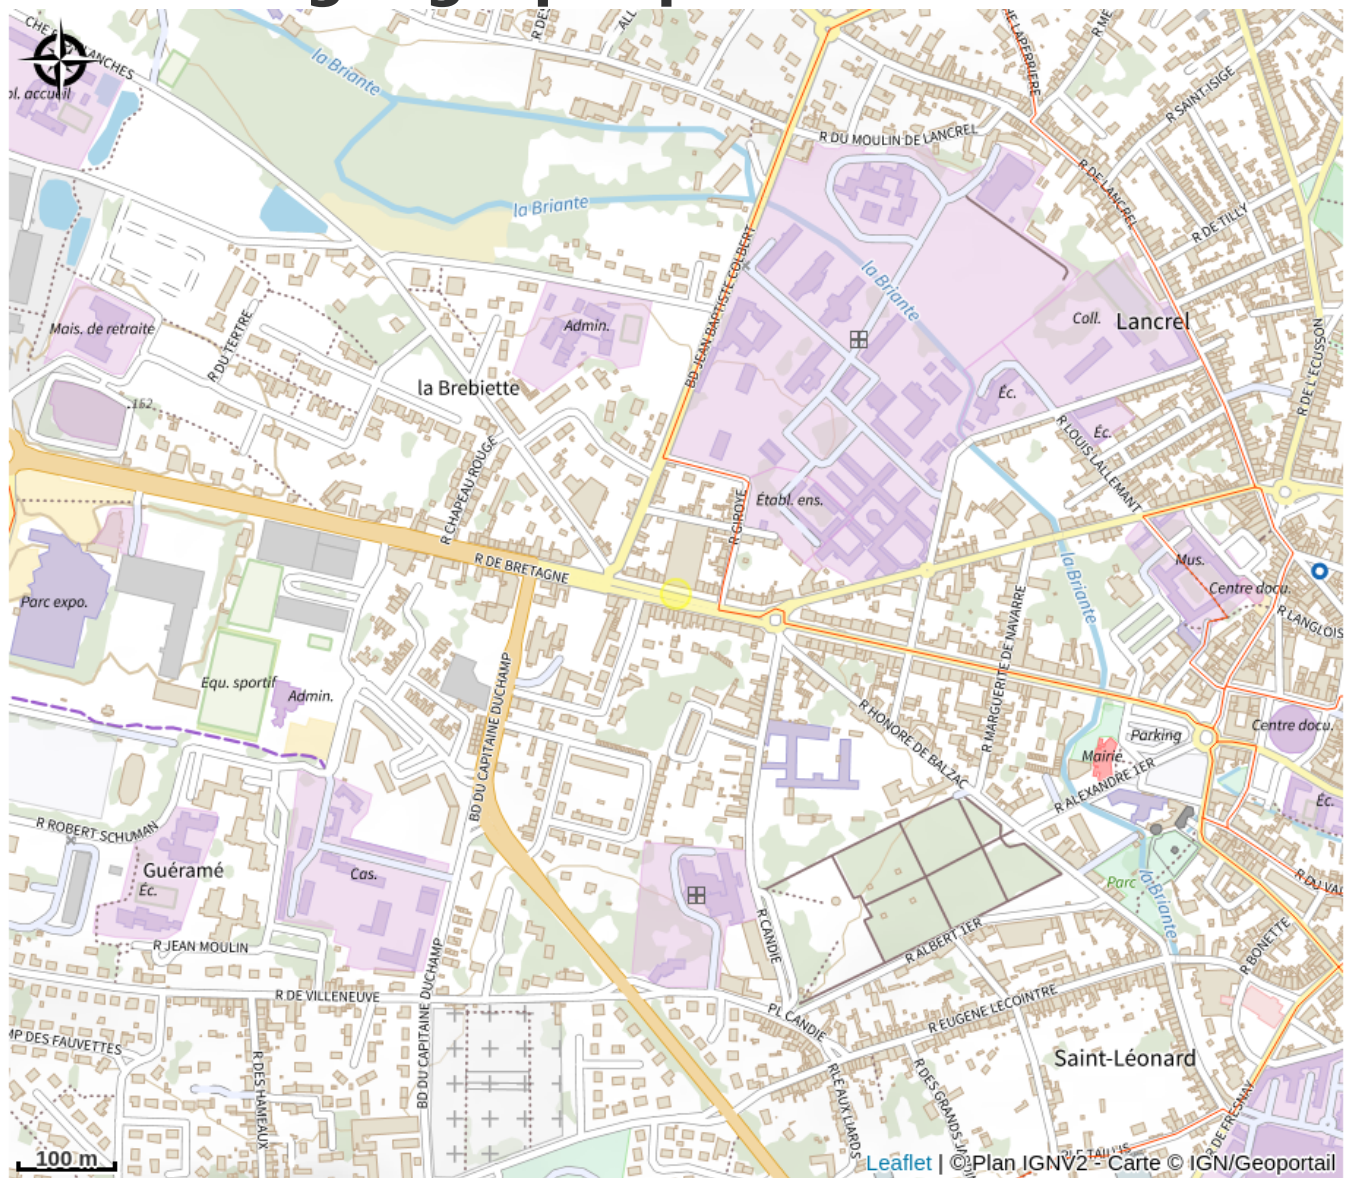 CHE
LANCHES
la Briante
CHE LAPERRIERE
R SAINT-ISIGE
R DU MOULIN DE LANCREL
R DE LANCREL
R DE TILLY
la Briante
BD JEAN BAPTISTE COLBERT
la Briante
Mais. de retraite
R DU TERTRE
Admin.
Coll.
Lancrel
R DE L'ECUSSON
la Brebiette
Éc.
162
R LOUIS LALLEMANT
Éc.
R CHAPEAU ROUGE
R GIROYE
Établ. ens.
R DE BRETAGNE
la Briante
Mus.
Centre docu.
R LANGLOIS
Parc expo.
R MARGUERITE DE NAVARRE
Equ. sportif
Admin.
BD DU CAPITAINE DUCHAMP
R HONORE DE BALZAC
Parking
Centre docu.
Mairie
R ALEXANDRE 1ER
Éc.
R ROBERT SCHUMAN
Guéramé
Éc.
Cas.
Parc
la Briante
R DU VAL
R CANDIE
R ALBERT 1ER
R JEAN MOULIN
R BONETTE
BD DU CAPITAINE DUCHAMP
R DE VILLENEUVE
PL CANDIE
R EUGENE LECOINTRE
MP DES FAUVETTES
R DES HAMEAUX
Saint-Léonard
RLE AUX LIARDS
R DES GRANDS
R DE FRESNAY
100 m
Leaflet | © Plan IGNV2 - Carte © IGN/Geoportail